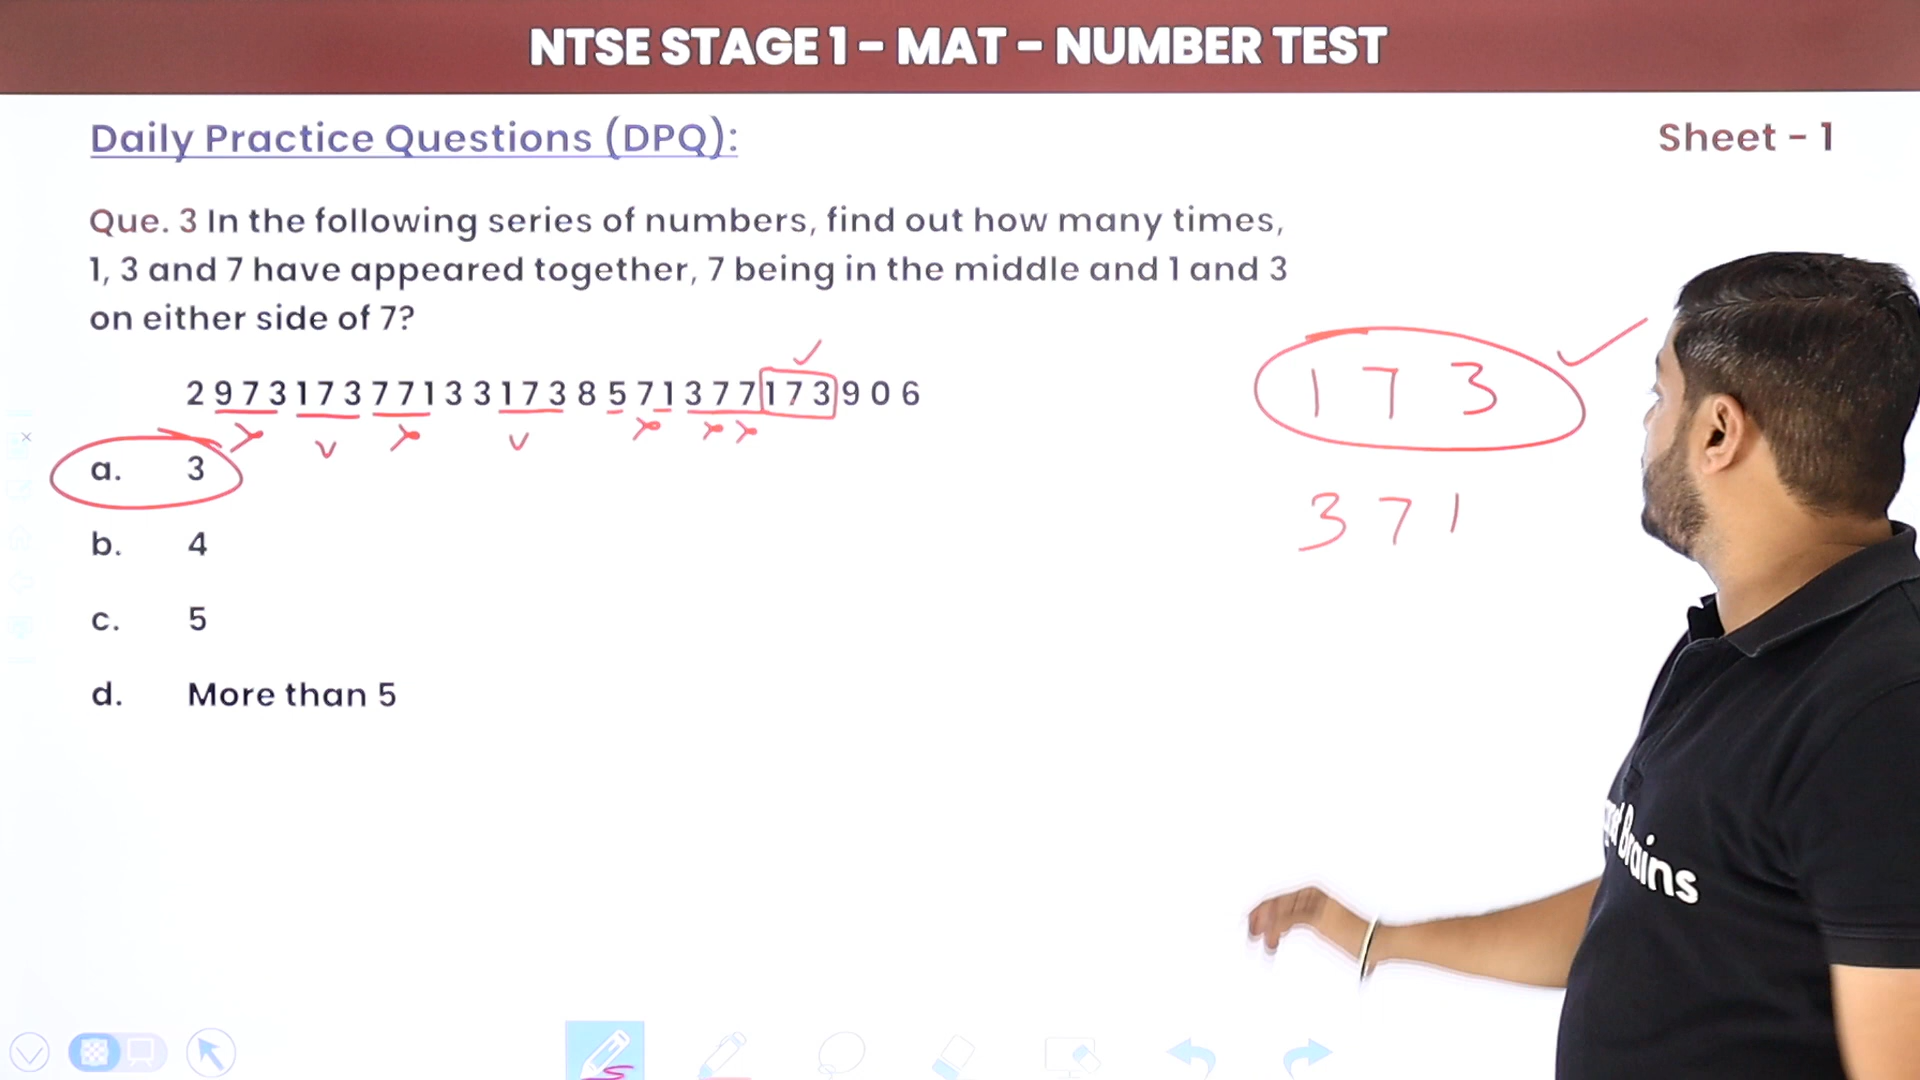 NTSE STAGE 1 - MAT - NUMBER TEST
Daily Practice Questions (DPQ):
Sheet - 1
Que. 3 In the following series of numbers, find out how many times,
1, 3 and 7 have appeared together, 7 being in the middle and 1 and 3
on either side of 7?
2 9 7 3 1 7 3 7 7 1 3 3 1 7 3 8 5 7 1 3 7 7 1 7 3 9 0 6
1 7 3
a. 3
3 7 1
b. 4
c. 5
d. More than 5
Brains